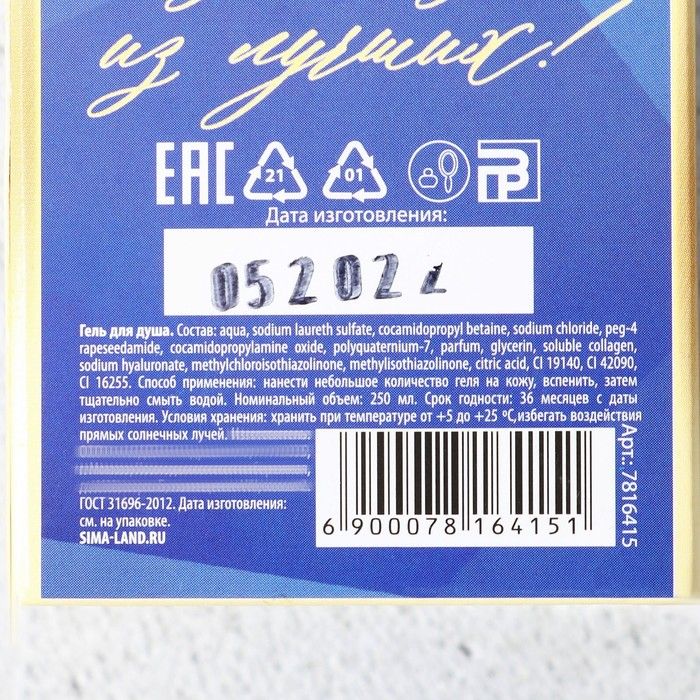 из лучших!
EAC
21
01
Дата изготовления:
052022
Гель для душа. Состав: aqua, sodium laureth sulfate, cocamidopropyl betaine, sodium chloride, peg-4
rapeseedamide, cocamidopropylamine oxide, polyquaternium-7, parfum, glycerin, soluble collagen,
sodium hyaluronate, methylchloroisothiazolinone, methylisothiazolinone, citric acid, CI 19140, CI 42090,
CI 16255. Способ применения: нанести небольшое количество геля на кожу, вспенить, затем
тщательно смыть водой. Номинальный объем: 250 мл. Срок годности: 36 месяцев с даты
изготовления. Условия хранения: хранить при температуре от +5 до +25 °С,избегать воздействия
прямых солнечных лучей.
ГОСТ 31696-2012. Дата изготовления:
см. на упаковке.
SIMA-LAND.RU
6 900078 164151
Арт.: 7816415